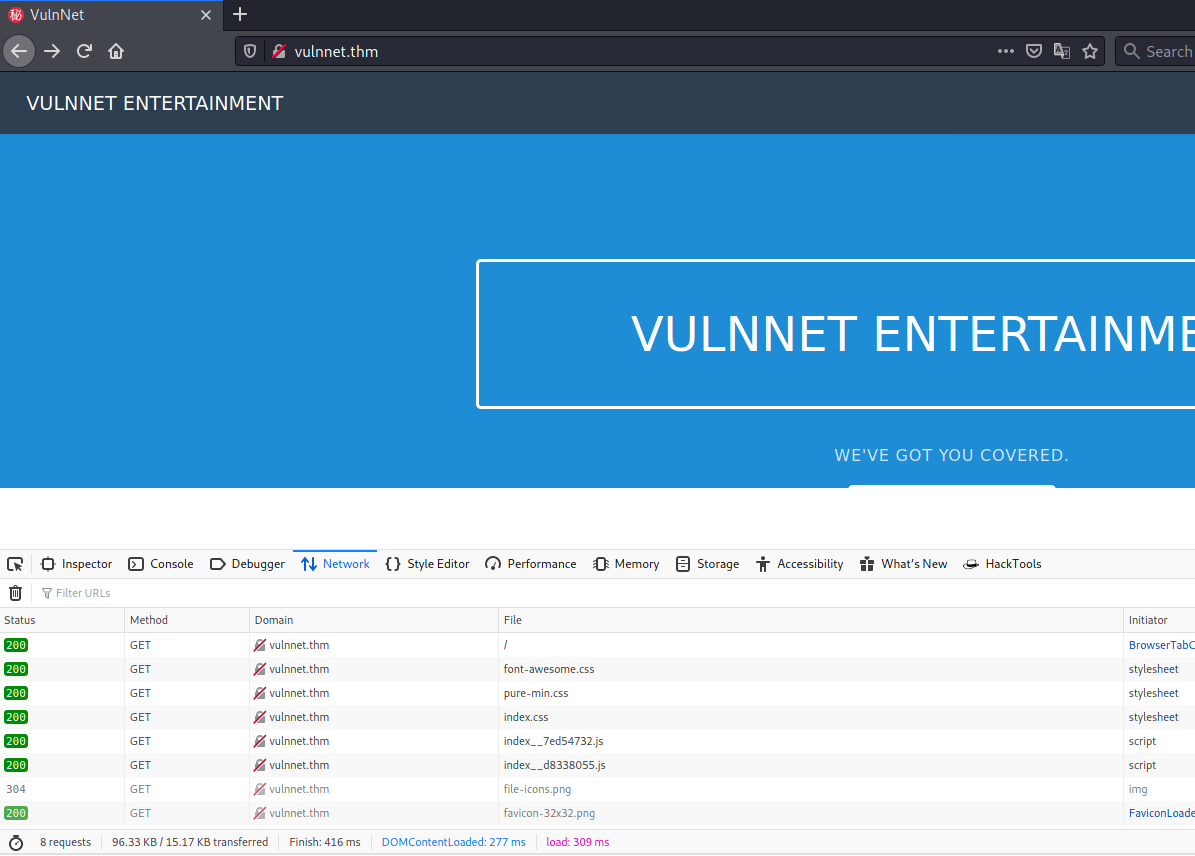 秘 VulnNet
vulnnet.thm
Search
VULNNET ENTERTAINMENT
VULNNET ENTERTAINME
WE'VE GOT YOU COVERED.
Inspector Console Debugger Network Style Editor Performance Memory Storage Accessibility What's New HackTools
Filter URLs
Status Method Domain File Initiator
200 GET vulnnet.thm / BrowserTabC
200 GET vulnnet.thm font-awesome.css stylesheet
200 GET vulnnet.thm pure-min.css stylesheet
200 GET vulnnet.thm index.css stylesheet
200 GET vulnnet.thm index__7ed54732.js script
200 GET vulnnet.thm index__d8338055.js script
304 GET vulnnet.thm file-icons.png img
200 GET vulnnet.thm favicon-32x32.png FaviconLoade
8 requests 96.33 KB / 15.17 KB transferred Finish: 416 ms DOMContentLoaded: 277 ms load: 309 ms